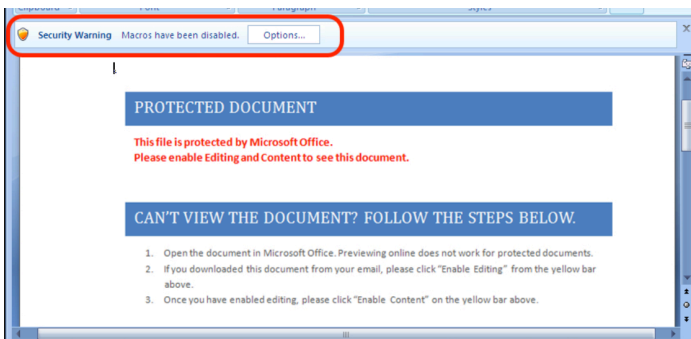 Clipboard Font Paragraph Styles
Security Warning Macros have been disabled. Options...
PROTECTED DOCUMENT
This file is protected by Microsoft Office.
Please enable Editing and Content to see this document.
CAN'T VIEW THE DOCUMENT? FOLLOW THE STEPS BELOW.
1. Open the document in Microsoft Office. Previewing online does not work for protected documents.
2. If you downloaded this document from your email, please click "Enable Editing" from the yellow bar
above.
3. Once you have enabled editing, please click "Enable Content" on the yellow bar above.